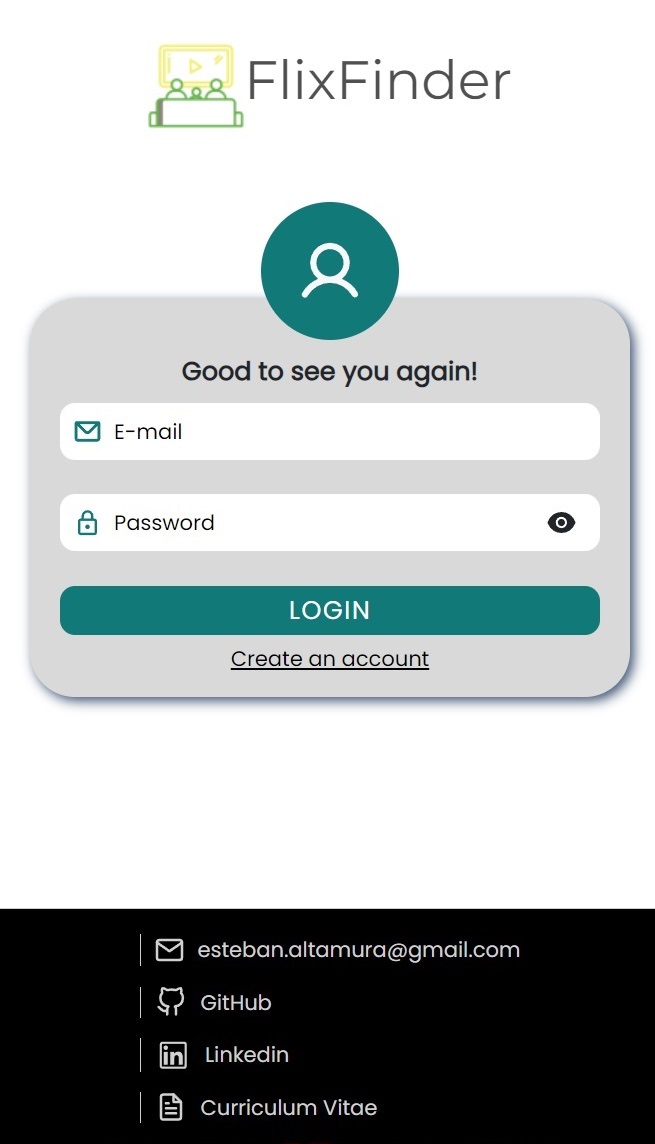 FlixFinder
Good to see you again!
E-mail
Password
LOGIN
Create an account
esteban.altamura@gmail.com
GitHub
Linkedin
Curriculum Vitae